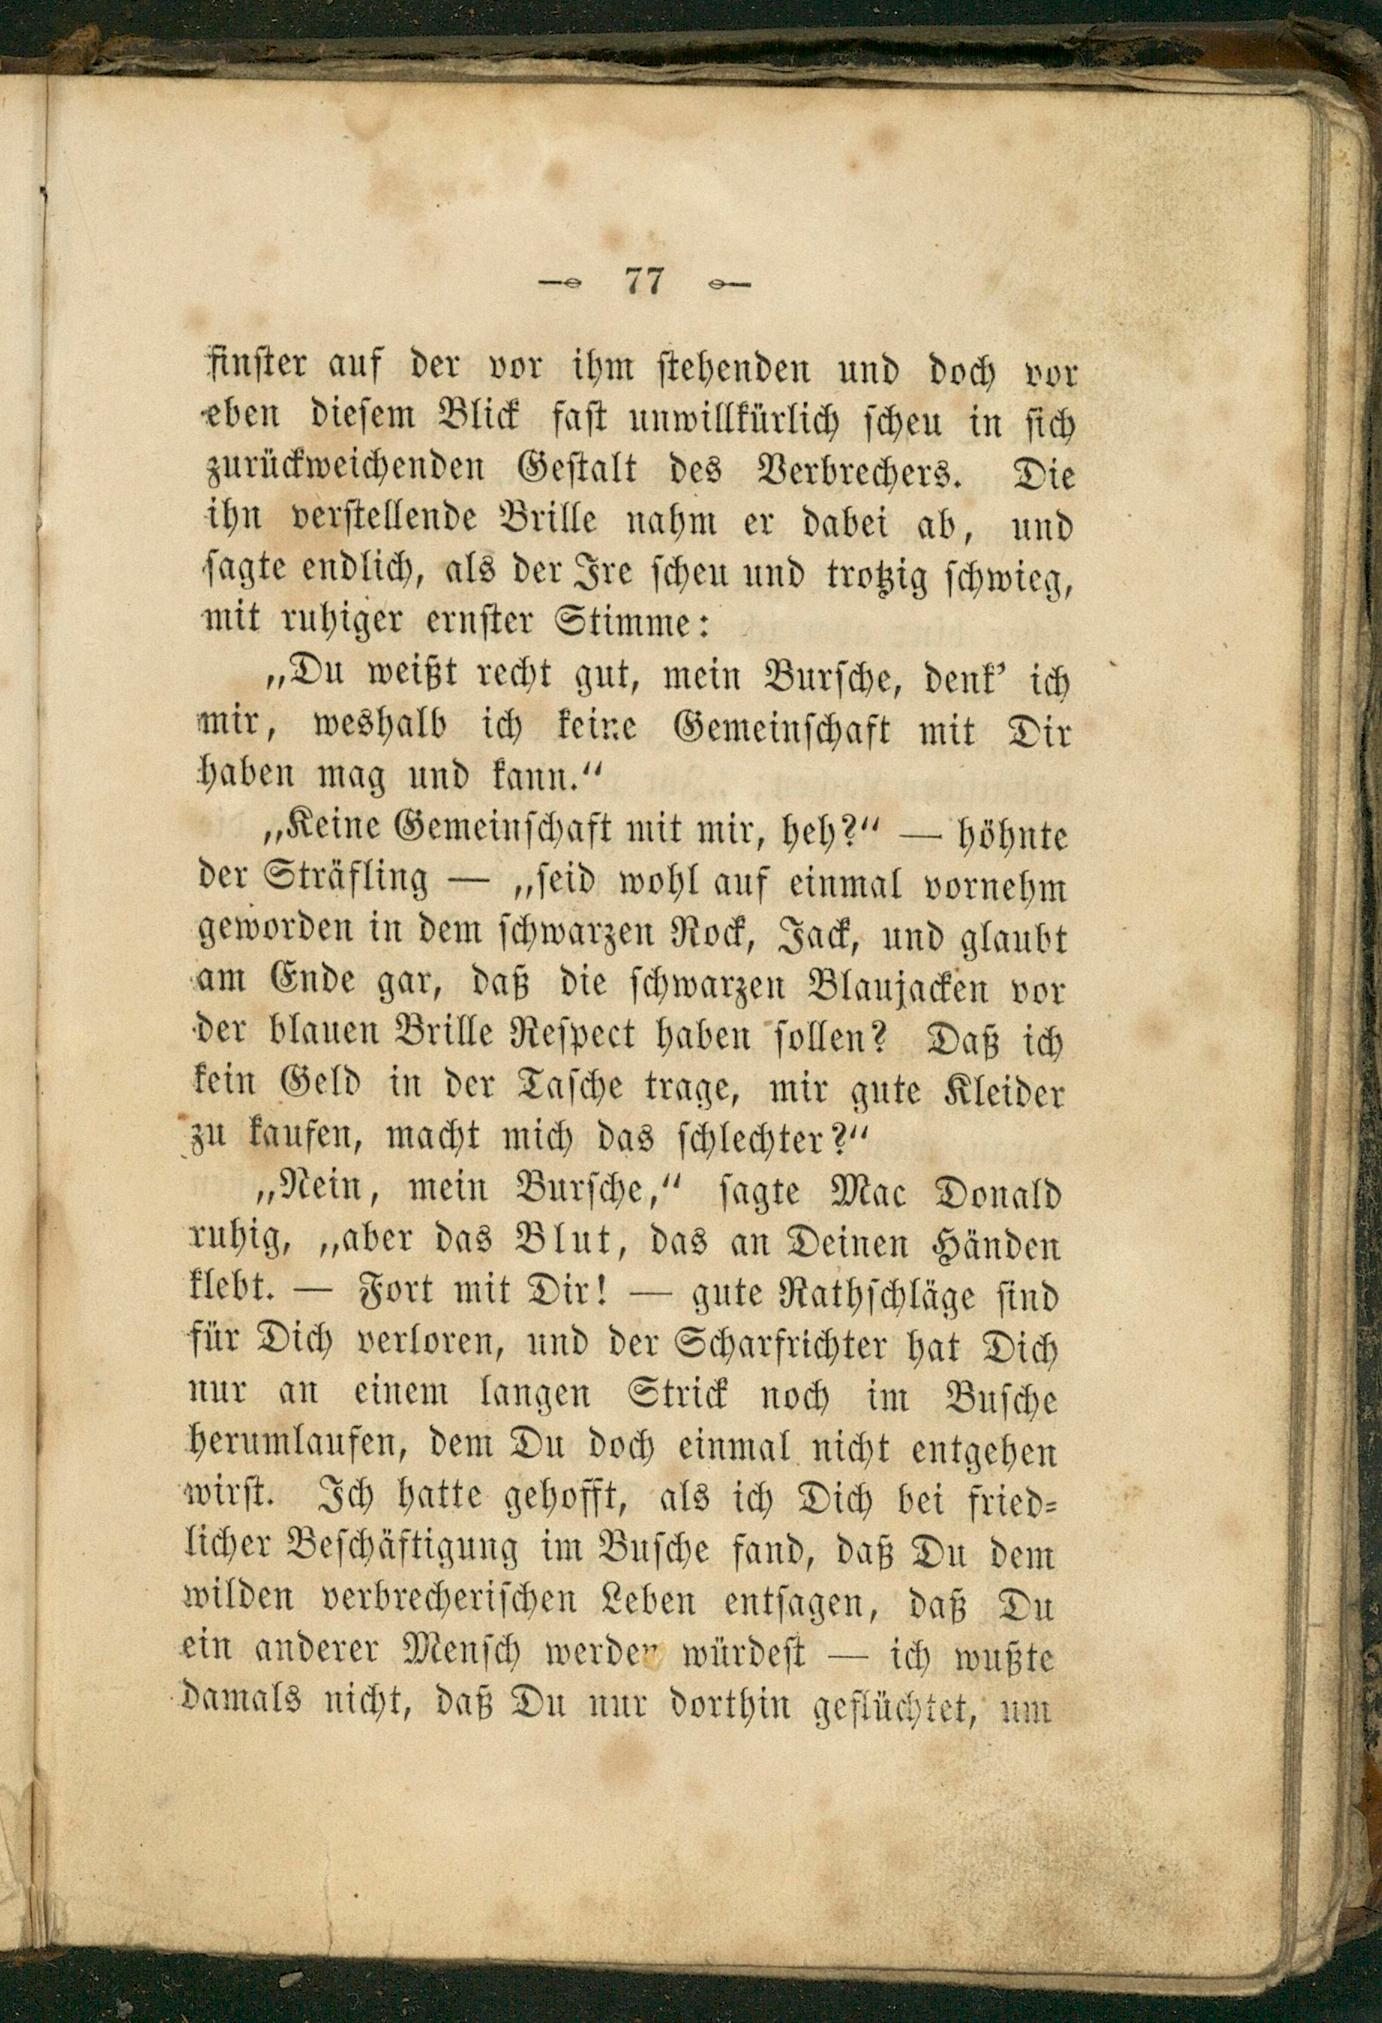 77
finster auf der vor ihm stehenden und doch vor
eben diesem Blick fast unwillkürlich scheu in sich
zurückweichenden Gestalt des Verbrechers. Die
ihn verstellende Brille nahm er dabei ab, und
sagte endlich, als der Ire scheu und trotzig schwieg,
mit ruhiger ernster Stimme:
„Du weißt recht gut, mein Bursche, denk' ich
mir, weshalb ich keine Gemeinschaft mit Dir
haben mag und kann.“
„Keine Gemeinschaft mit mir, heh?“ — höhnte
der Sträfling — „seid wohl auf einmal vornehm
geworden in dem schwarzen Rock, Jack, und glaubt
am Ende gar, daß die schwarzen Blaujacken vor
der blauen Brille Respect haben sollen? Daß ich
kein Geld in der Tasche trage, mir gute Kleider
zu kaufen, macht mich das schlechter?“
„Nein, mein Bursche,“ sagte Mac Donald
ruhig, „aber das Blut, das an Deinen Händen
klebt. — Fort mit Dir! — gute Rathschläge sind
für Dich verloren, und der Scharfrichter hat Dich
nur an einem langen Strick noch im Busche
herumlaufen, dem Du doch einmal nicht entgehen
wirst. Ich hatte gehofft, als ich Dich bei fried-
licher Beschäftigung im Busche fand, daß Du dem
wilden verbrecherischen Leben entsagen, daß Du
ein anderer Mensch werden würdest — ich wußte
damals nicht, daß Du nur dorthin geflüchtet, um